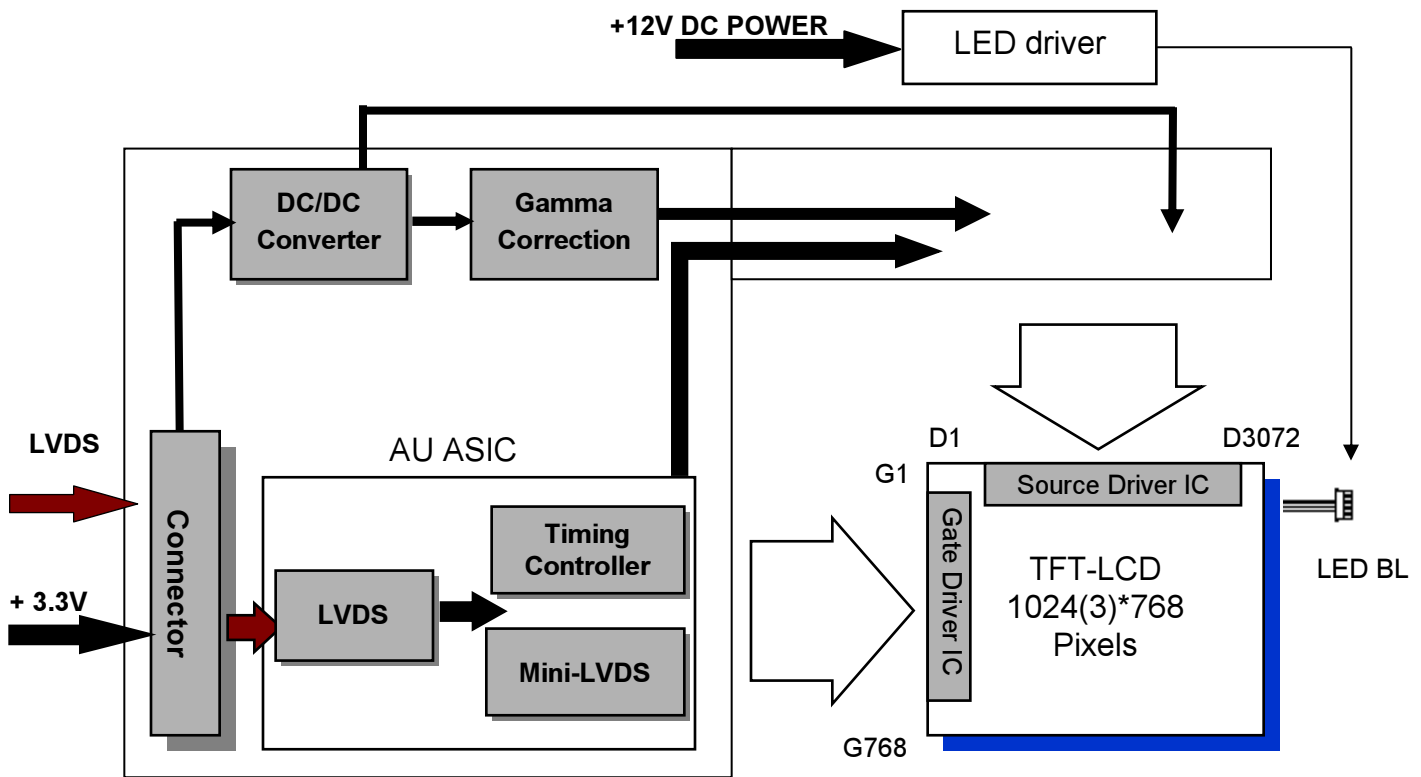 +12V DC POWER
LED driver
DC/DC
Converter
Gamma
Correction
LVDS
+ 3.3V
Connector
AU ASIC
LVDS
Timing
Controller
Mini-LVDS
D1
D3072
G1
G768
Source Driver IC
Gate Driver IC
TFT-LCD
1024(3)*768
Pixels
LED BL